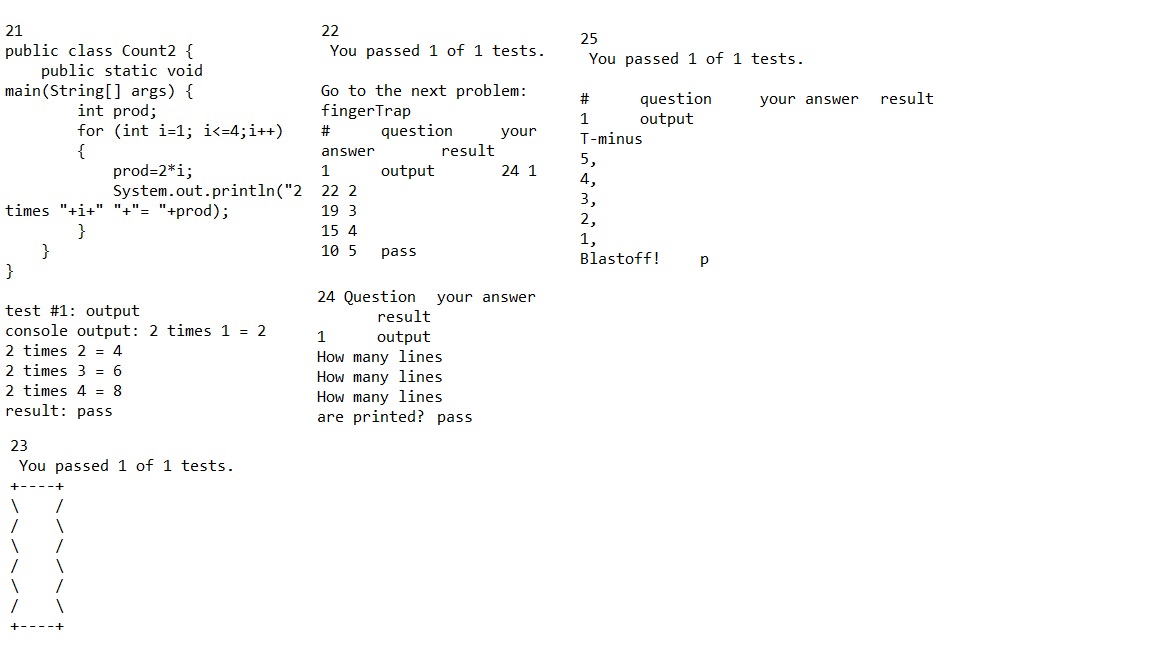 21
public class Count2 {
    public static void
main(String[] args) {
        int prod;
        for (int i=1; i<=4;i++)
        {
            prod=2*i;
            System.out.println("2
times "+i+" "+"= "+prod);
        }
    }
}

test #1: output
console output: 2 times 1 = 2
2 times 2 = 4
2 times 3 = 6
2 times 4 = 8
result: pass

22
 You passed 1 of 1 tests.

Go to the next problem:
fingerTrap
#     question     your
answer       result
1     output       24 1
22 2
19 3
15 4
10 5  pass

23
 You passed 1 of 1 tests.
+----+
\    /
/    \
\    /
/    \
\    /
/    \
+----+

24 Question  your answer
      result
1     output
How many lines
How many lines
How many lines
are printed? pass

25
 You passed 1 of 1 tests.

#     question     your answer  result
1     output
T-minus
5,
4,
3,
2,
1,
Blastoff!    p